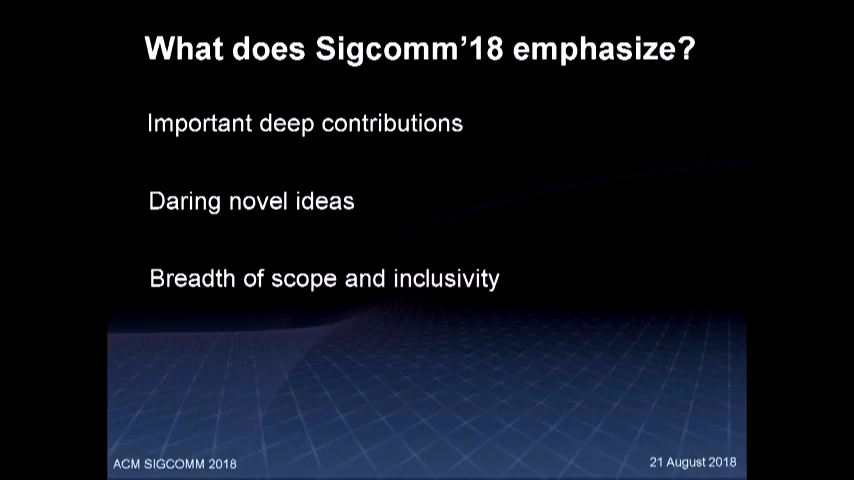 What does Sigcomm’18 emphasize?
Important deep contributions
Daring novel ideas
Breadth of scope and inclusivity
ACM SIGCOMM 2018
21 August 2018